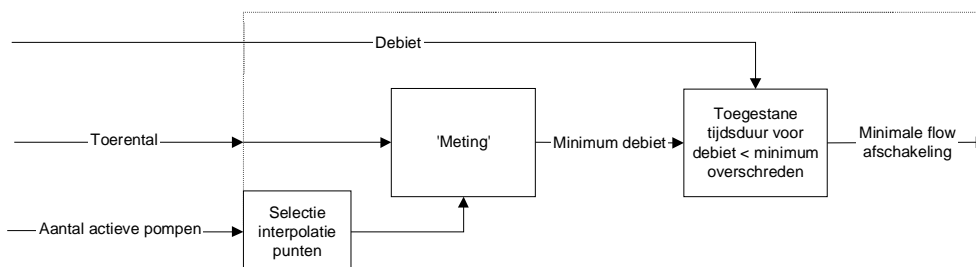 Debiet
Toerental
'Meting'
Minimum debiet
Toegestane
tijdsduur voor
debiet < minimum
overschreden
Minimale flow
afschakeling
Aantal actieve pompen
Selectie
interpolatie
punten